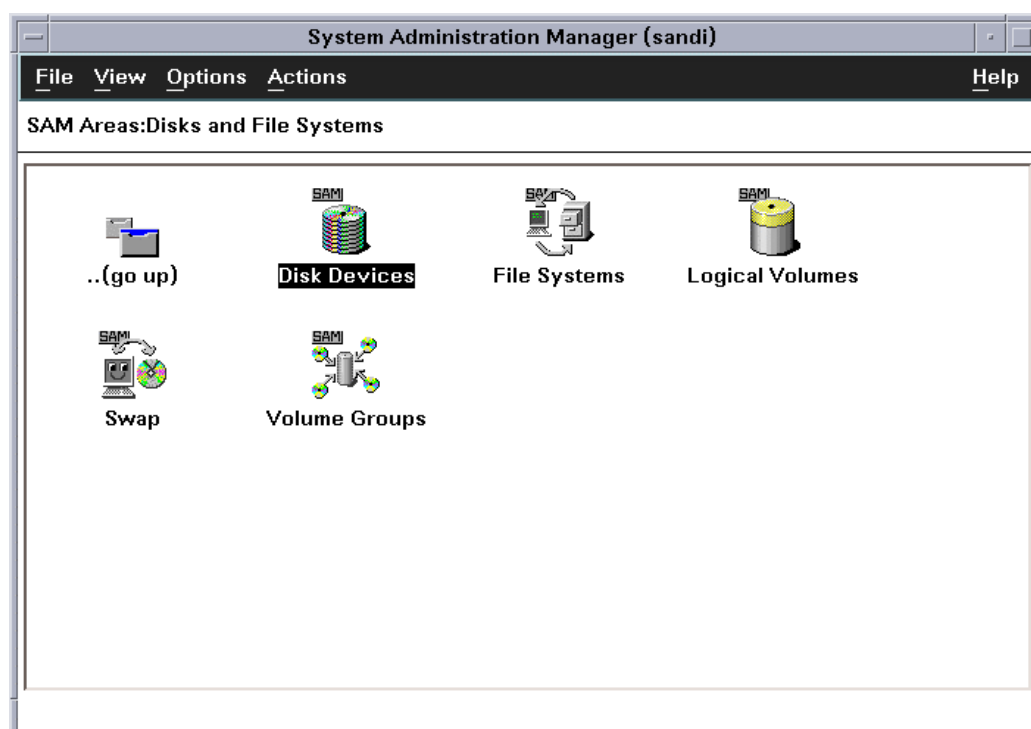 System Administration Manager (sandi)
File View Options Actions Help
SAM Areas:Disks and File Systems
SAM SAM SAM
..(go up) Disk Devices File Systems Logical Volumes
SAM SAM
Swap Volume Groups